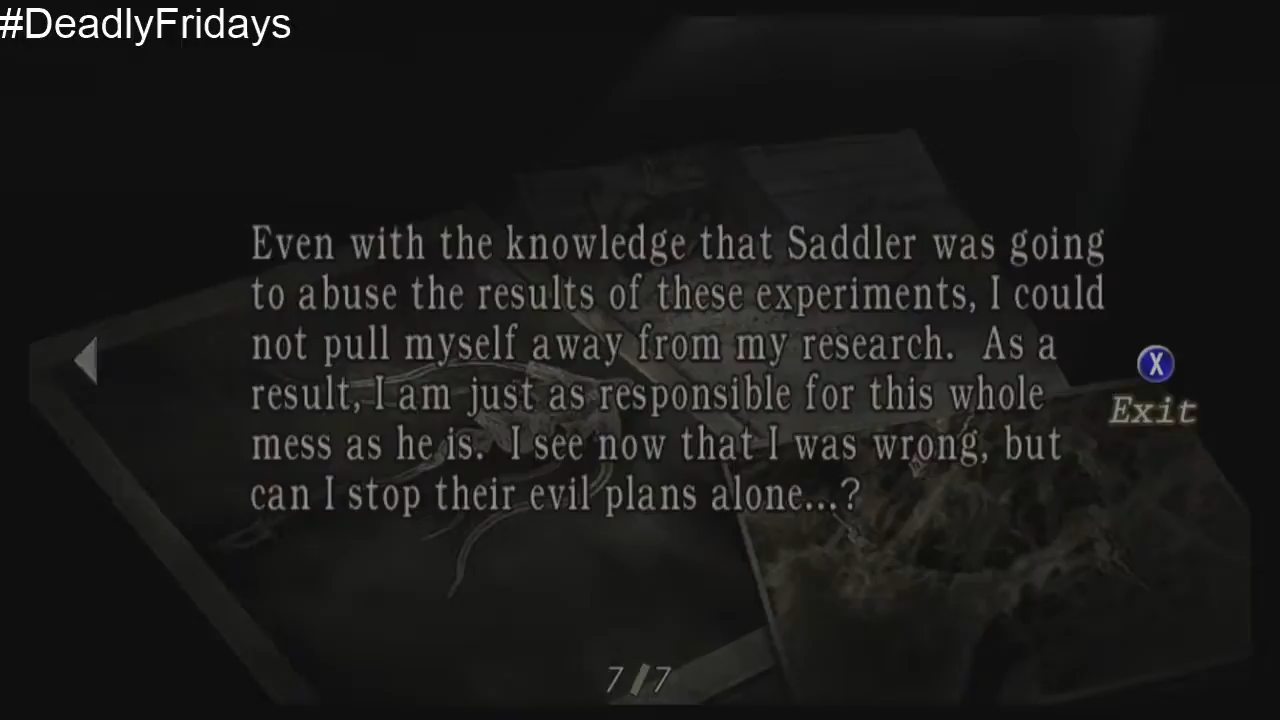 #DeadlyFridays
Even with the knowledge that Saddler was going
to abuse the results of these experiments, I could
not pull myself away from my research.  As a
result, I am just as responsible for this whole
mess as he is.  I see now that I was wrong, but
can I stop their evil plans alone...?
X
Exit
7/7